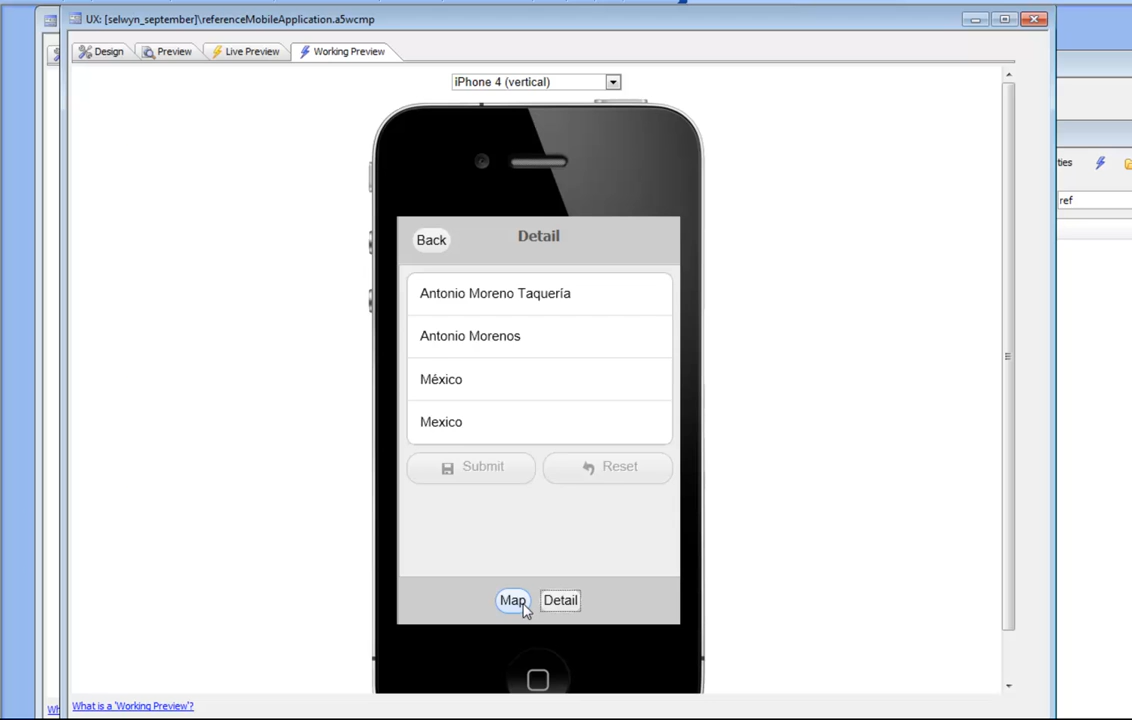 UX: [selwyn_september]\referenceMobileApplication.a5wcmp
Design Preview Live Preview Working Preview
iPhone 4 (vertical)
ties
ref
Back Detail
Antonio Moreno Taquería
Antonio Morenos
México
Mexico
Submit Reset
Map Detail
What is a 'Working Preview'?
Wh